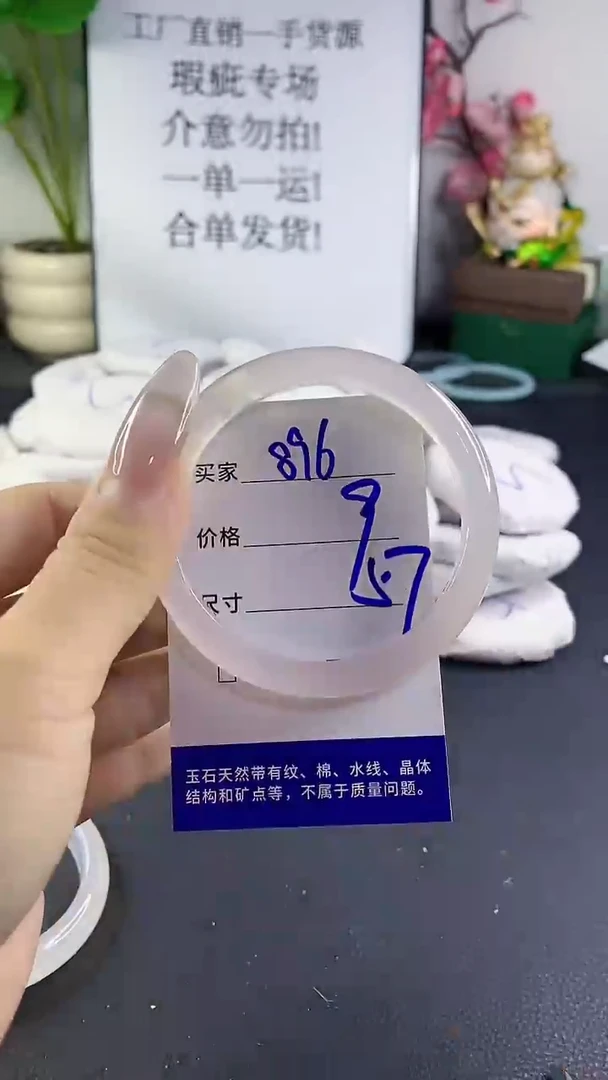 工厂直销一手货源
瑕疵专场
介意勿拍!
一单一运!
合单发货!
买家 896
价格
尺寸
玉石天然带有纹、棉、水线、晶体
结构和矿点等，不属于质量问题。